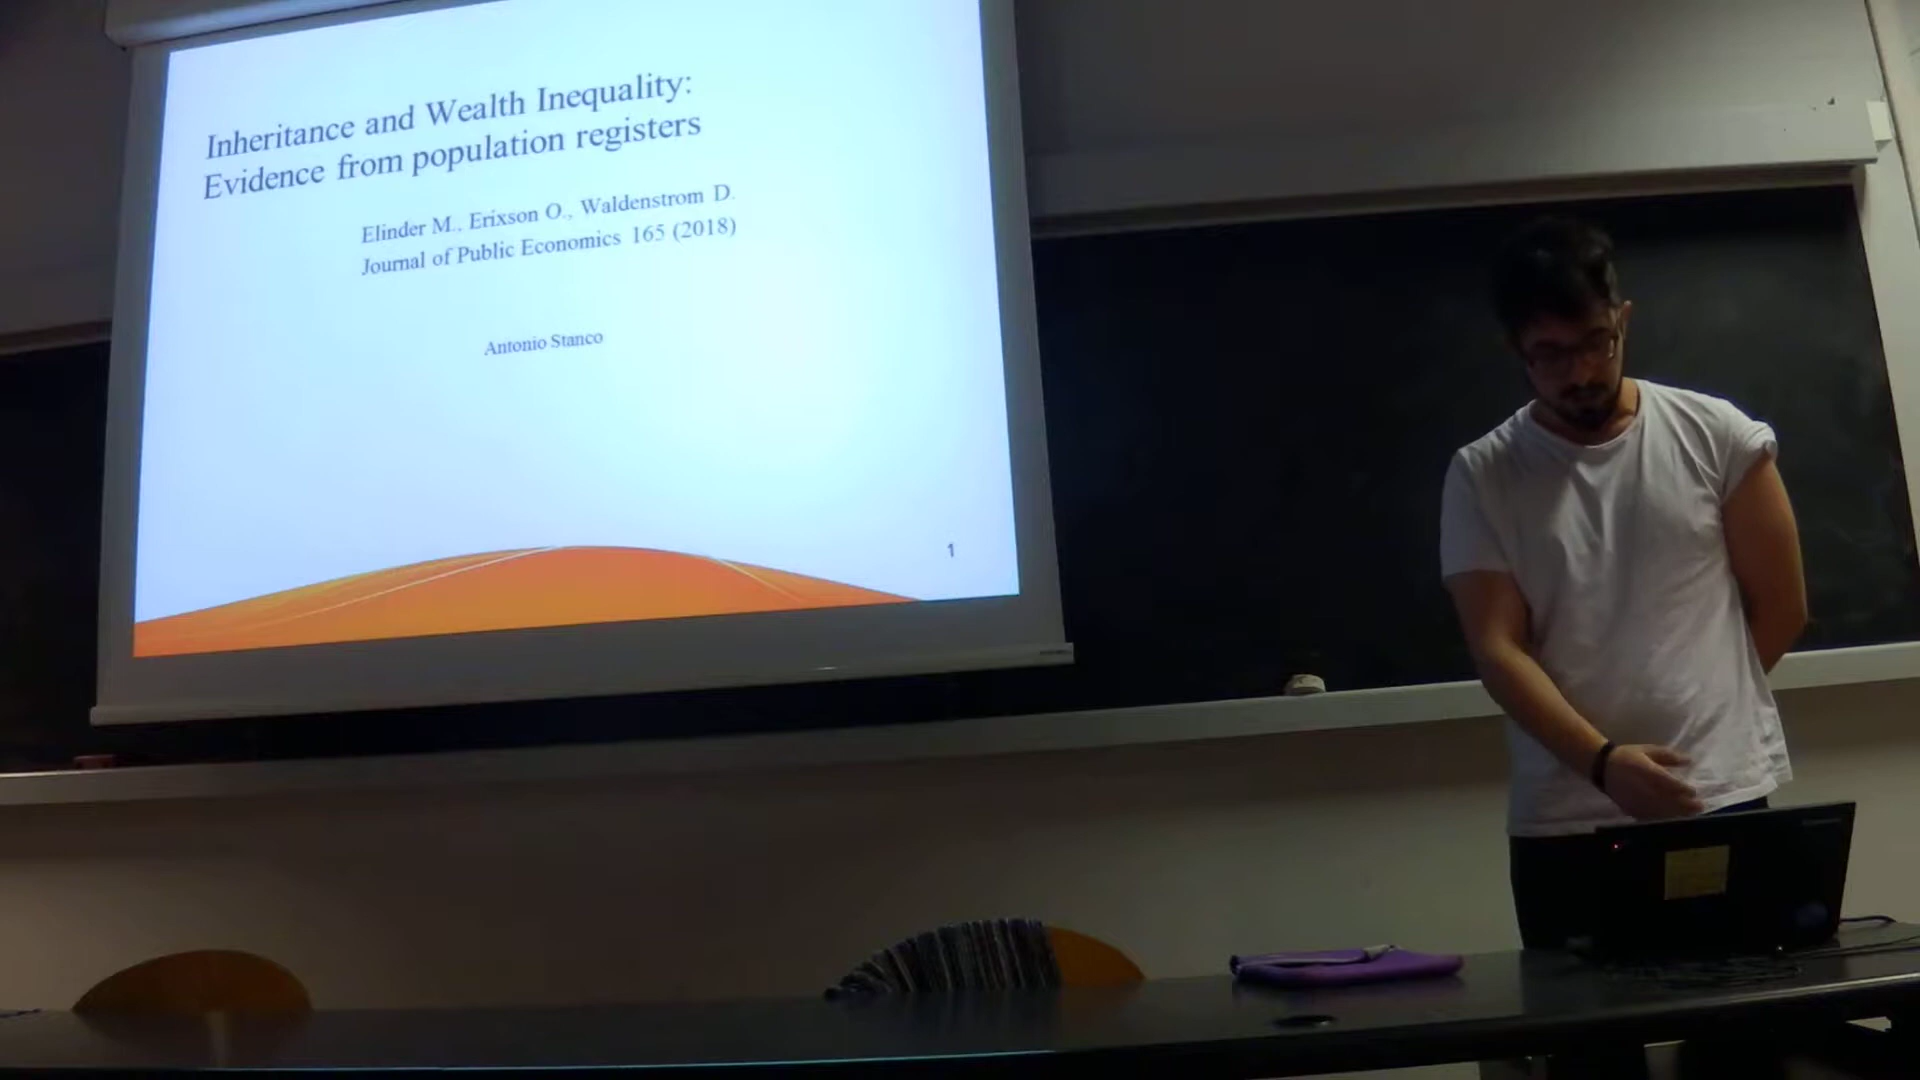 Inheritance and Wealth Inequality:
Evidence from population registers
Elinder M., Erixson O., Waldenstrom D.
Journal of Public Economics 165 (2018)
Antonio Stanco
1